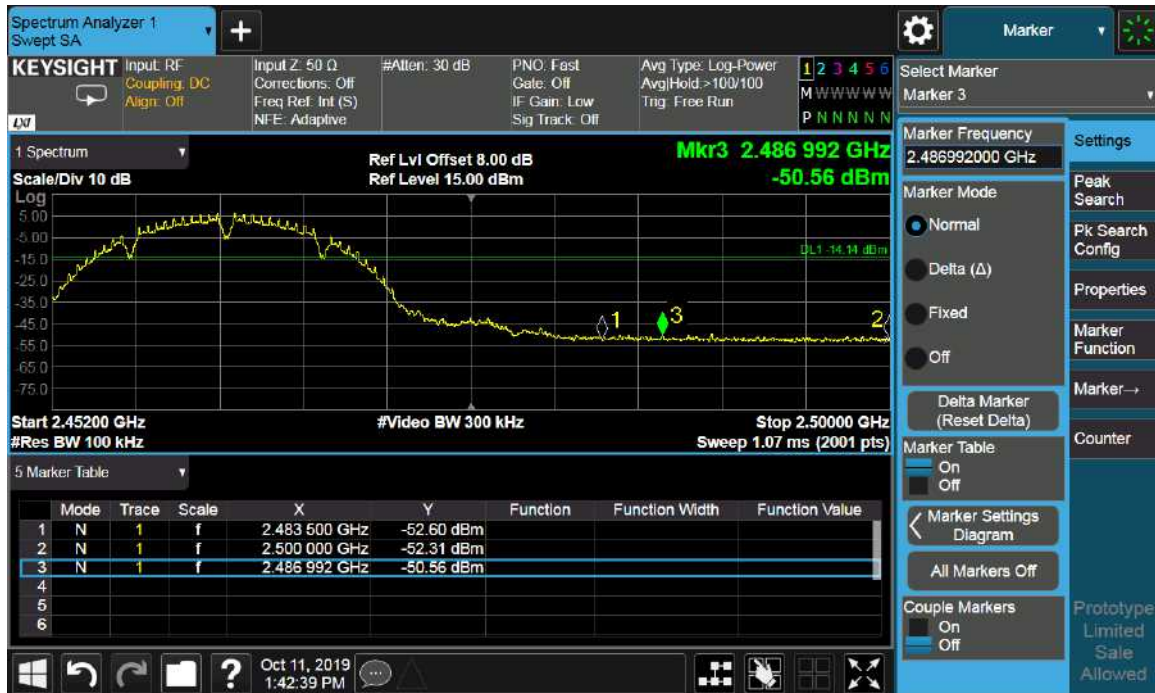 Spectrum Analyzer 1
Swept SA
+
Marker
KEYSIGHT
LXI
Input: RF
Coupling: DC
Align: Off
Input Z: 50 Ω
Corrections: Off
Freq Ref: Int (S)
NFE: Adaptive
#Atten: 30 dB
PNO: Fast
Gate: Off
IF Gain: Low
Sig Track: Off
Avg Type: Log-Power
Avg|Hold:>100/100
Trig: Free Run
1 2 3 4 5 6
M W W W W W
P N N N N N
Select Marker
Marker 3
1 Spectrum
Scale/Div 10 dB
Ref Lvl Offset 8.00 dB
Ref Level 15.00 dBm
Mkr3 2.486 992 GHz
-50.56 dBm
Log
5.00
-5.00
-15.0
-25.0
-35.0
-45.0
-55.0
-65.0
-75.0
DL1 -14.14 dBm
1
3
2
Start 2.45200 GHz
#Res BW 100 kHz
#Video BW 300 kHz
Stop 2.50000 GHz
Sweep 1.07 ms (2001 pts)
5 Marker Table
Mode Trace Scale X Y Function Function Width Function Value
1 N 1 f 2.483 500 GHz -52.60 dBm
2 N 1 f 2.500 000 GHz -52.31 dBm
3 N 1 f 2.486 992 GHz -50.56 dBm
4
5
6
Marker Frequency
2.486992000 GHz
Marker Mode
Normal
Delta (Δ)
Fixed
Off
Delta Marker
(Reset Delta)
Marker Table
On
Off
Marker Settings
Diagram
All Markers Off
Couple Markers
On
Off
Settings
Peak
Search
Pk Search
Config
Properties
Marker
Function
Marker→
Counter
Prototype
Limited
Sale
Allowed
?
Oct 11, 2019
1:42:39 PM